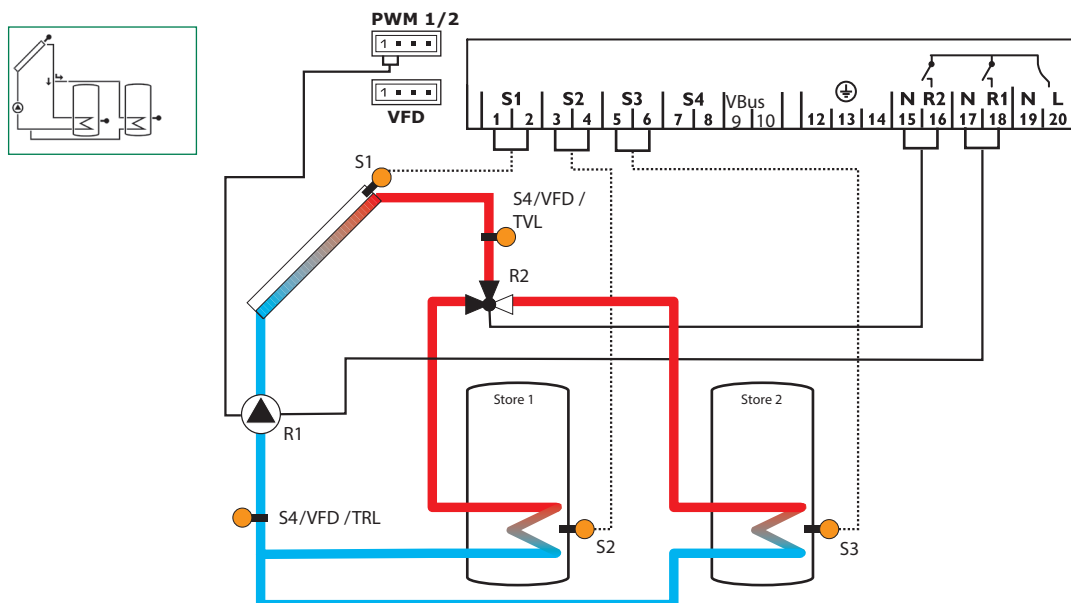 PWM 1/2
1
1
VFD
S1 S2 S3 S4 VBus N R2 N R1 N L
1 2 3 4 5 6 7 8 9 10 12 13 14 15 16 17 18 19 20
S1
S4/VFD /
TVL
R2
Store 1
Store 2
R1
S4/VFD /TRL
S2
S3